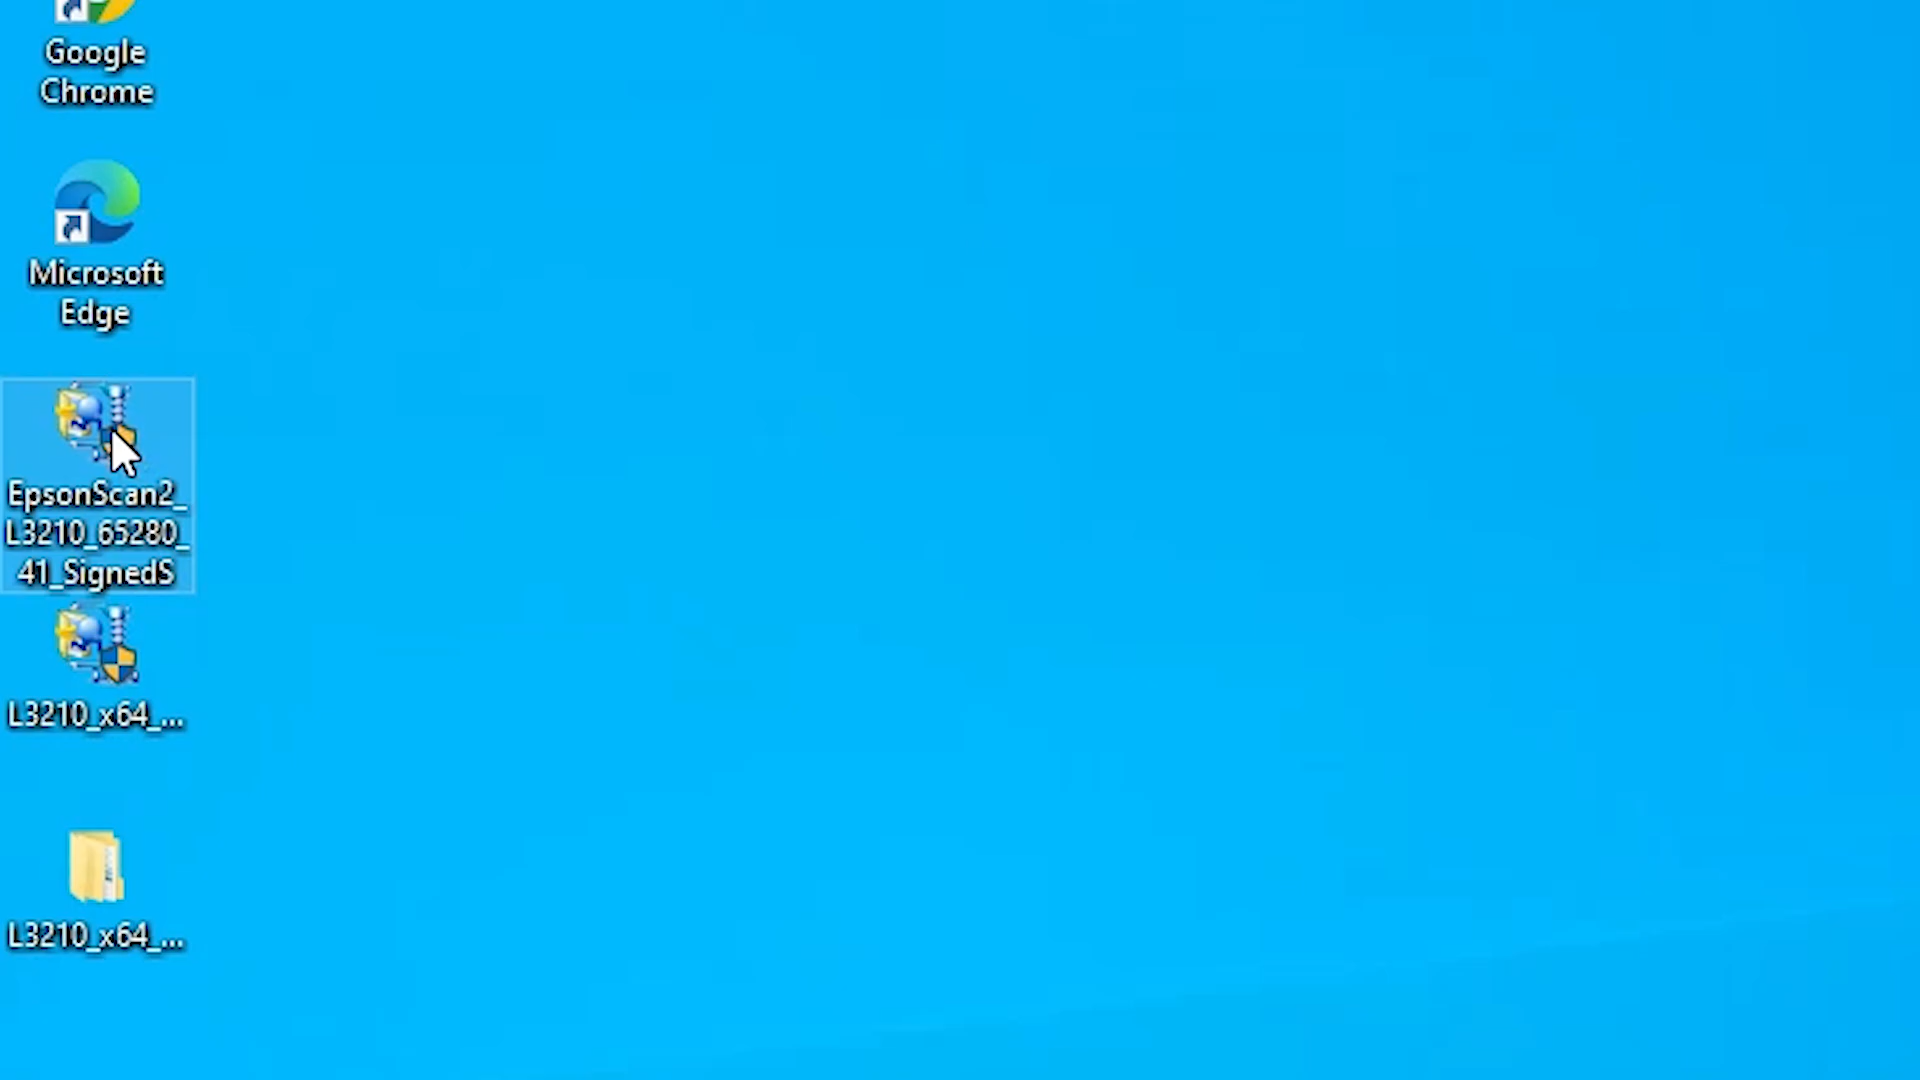 Google
Chrome
Microsoft
Edge
EpsonScan2_
L3210_65280_
41_SignedS
L3210_x64_...
L3210_x64_...